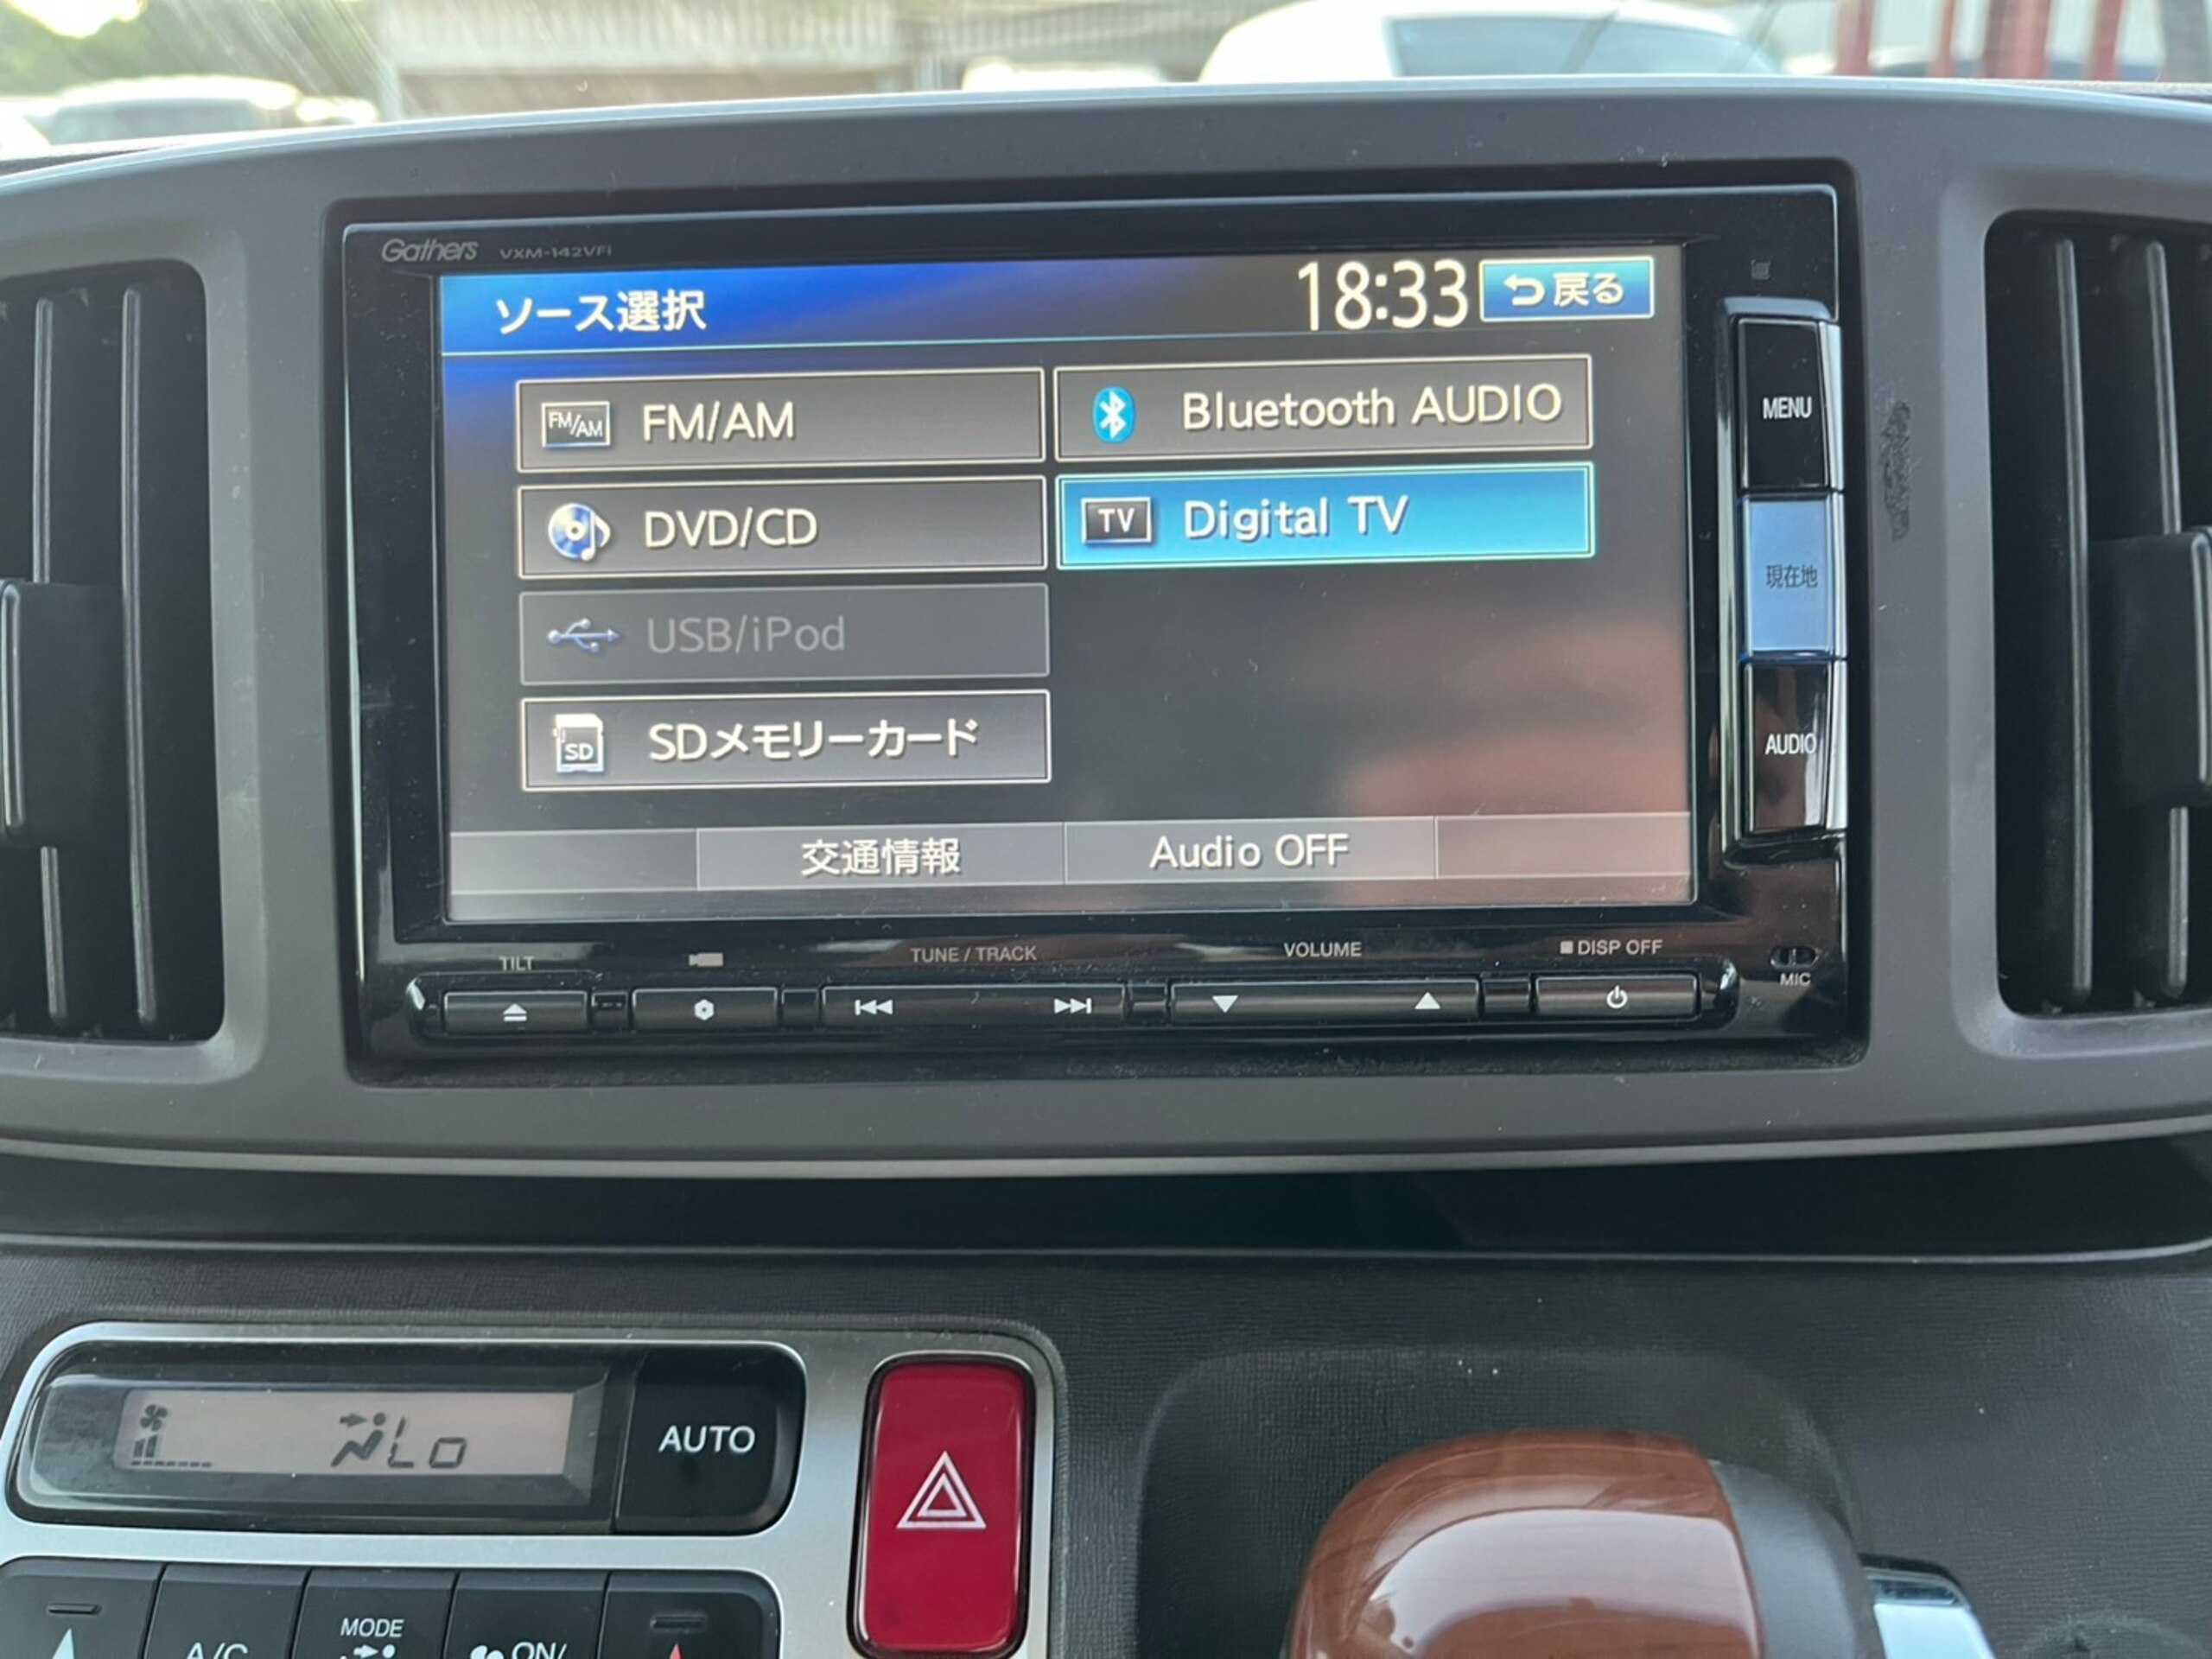 Gathers VXM-142VFi
ソース選択 18:33 戻る
FM/AM FM/AM
Bluetooth AUDIO
DVD/CD
TV Digital TV
USB/iPod
SD SDメモリーカード
交通情報 Audio OFF
MENU
現在地
AUDIO
TILT TUNE / TRACK VOLUME DISP OFF
MIC
Lo AUTO
A/C MODE ON/